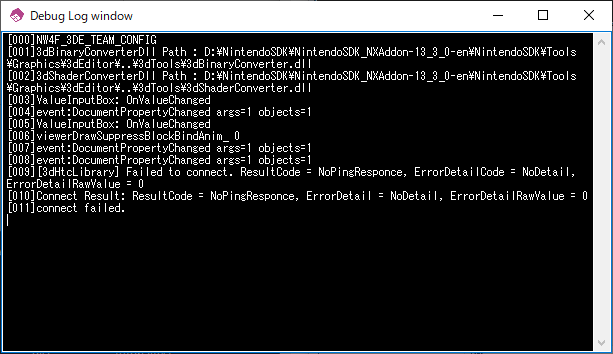 Debug Log window
[000]NW4F_3DE_TEAM_CONFIG
[001]3dBinaryConverterDll Path : D:¥NintendoSDK¥NintendoSDK_NXAddon-13_3_0-en¥NintendoSDK¥Tools
¥Graphics¥3dEditor¥..¥3dTools¥3dBinaryConverter.dll
[002]3dShaderConverterDll Path : D:¥NintendoSDK¥NintendoSDK_NXAddon-13_3_0-en¥NintendoSDK¥Tools
¥Graphics¥3dEditor¥..¥3dTools¥3dShaderConverter.dll
[003]ValueInputBox: OnValueChanged
[004]event:DocumentPropertyChanged args=1 objects=1
[005]ValueInputBox: OnValueChanged
[006]viewerDrawSuppressBlockBindAnim_ 0
[007]event:DocumentPropertyChanged args=1 objects=1
[008]event:DocumentPropertyChanged args=1 objects=1
[009][3dHtcLibrary] Failed to connect. ResultCode = NoPingResponce, ErrorDetailCode = NoDetail,
ErrorDetailRawValue = 0
[010]Connect Result: ResultCode = NoPingResponce, ErrorDetail = NoDetail, ErrorDetailRawValue = 0
[011]connect failed.